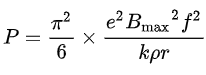 P = π²/6 × e² B_max² f² / kρr